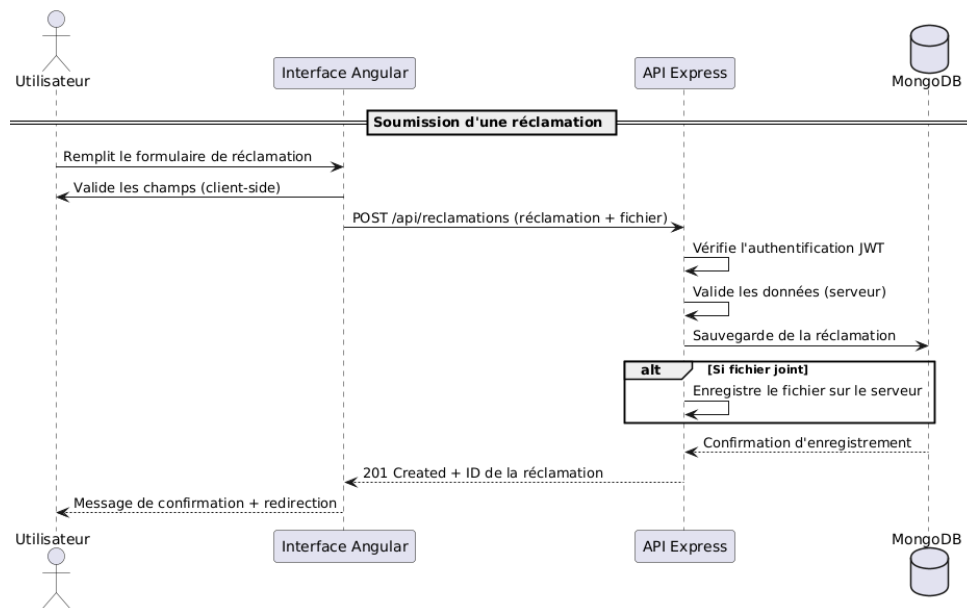 Utilisateur
Interface Angular
API Express
MongoDB
Soumission d'une réclamation
Remplit le formulaire de réclamation
Valide les champs (client-side)
POST /api/reclamations (réclamation + fichier)
Vérifie l'authentification JWT
Valide les données (serveur)
Sauvegarde de la réclamation
alt [Si fichier joint]
Enregistre le fichier sur le serveur
Confirmation d'enregistrement
201 Created + ID de la réclamation
Message de confirmation + redirection
Utilisateur
Interface Angular
API Express
MongoDB